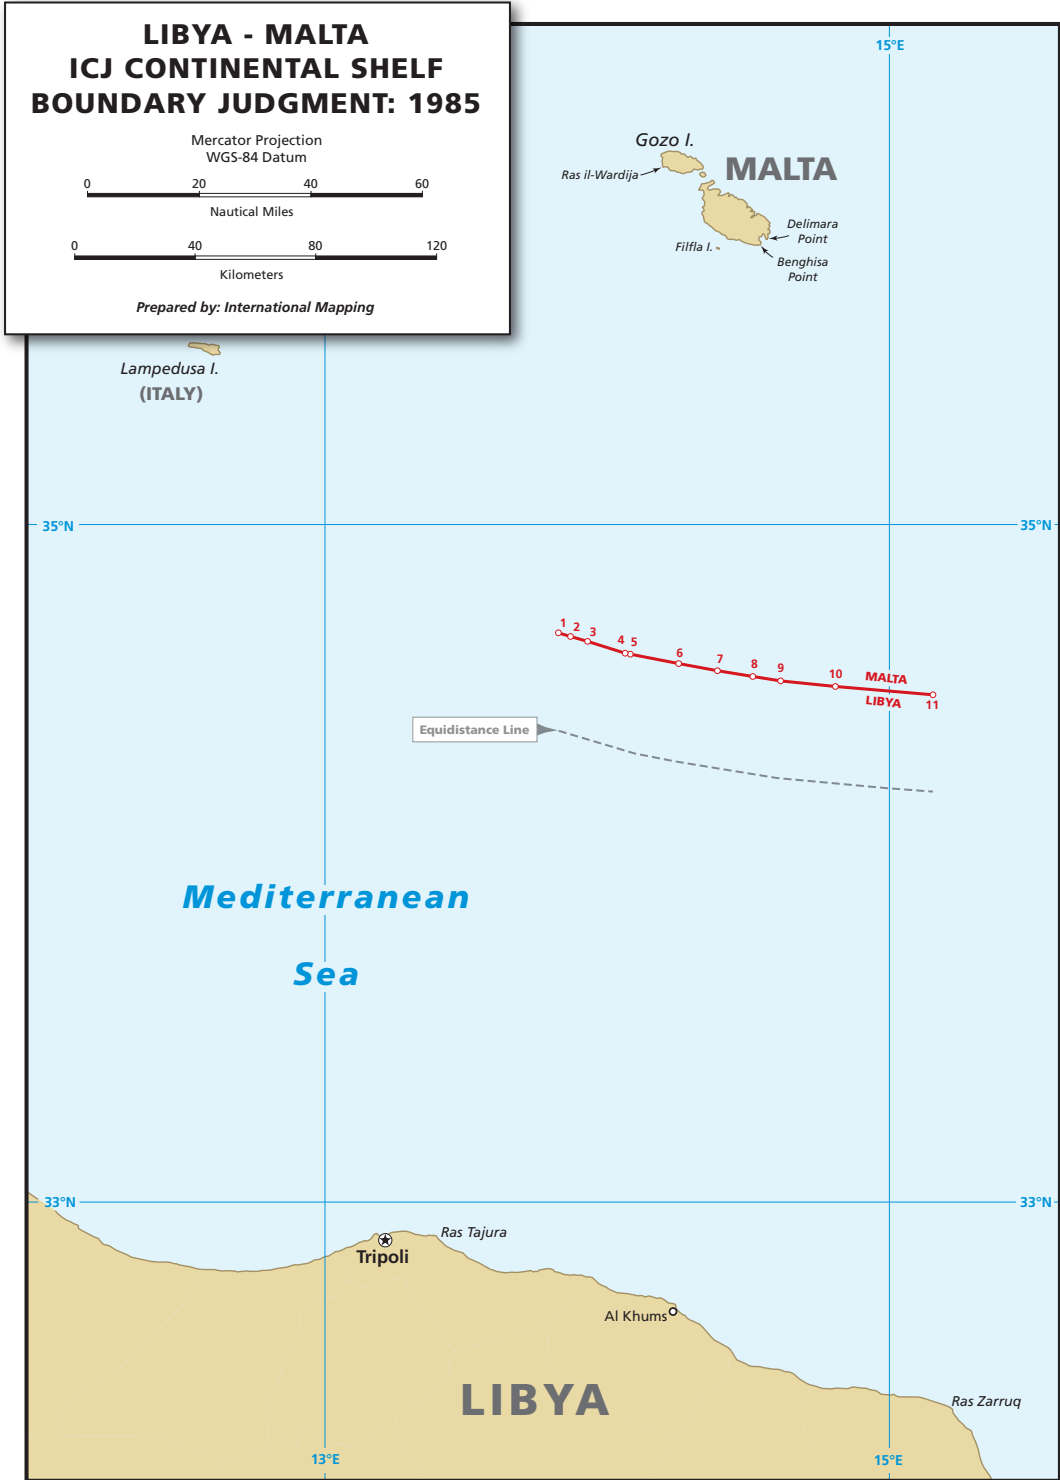 LIBYA - MALTA
ICJ CONTINENTAL SHELF
BOUNDARY JUDGMENT: 1985
Mercator Projection
WGS-84 Datum
0 20 40 60
Nautical Miles
0 40 80 120
Kilometers
Prepared by: International Mapping
15°E
Gozo I.
MALTA
Ras il-Wardija
Delimara
Point
Filfla I.
Benghisa
Point
Lampedusa I.
(ITALY)
35°N
35°N
1 2 3 4 5 6 7 8 9 10 11
MALTA
LIBYA
Equidistance Line
Mediterranean
Sea
33°N
33°N
Ras Tajura
Tripoli
Al Khums
LIBYA
Ras Zarruq
13°E
15°E